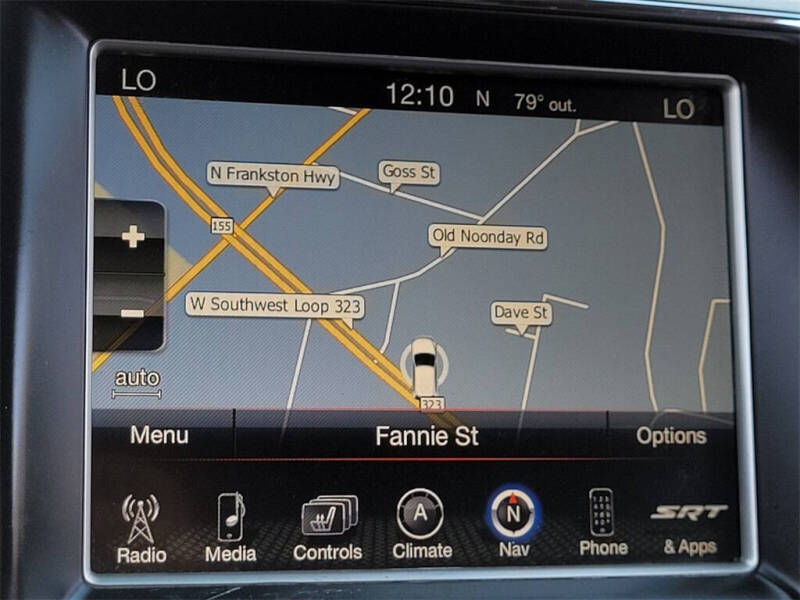 LO 12:10 N 79° out. LO
N Frankston Hwy Goss St
155
Old Noonday Rd
+
W Southwest Loop 323 Dave St
-
auto
323
Menu Fannie St Options
A N SRT
Radio Media Controls Climate Nav Phone & Apps